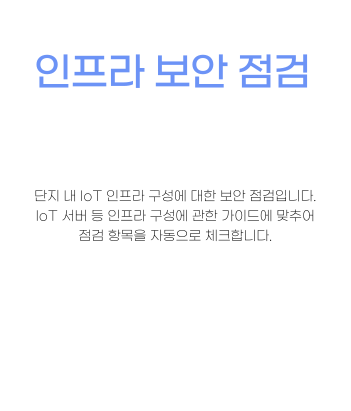 인프라 보안 점검
단지 내 IoT 인프라 구성에 대한 보안 점검입니다.
IoT 서버 등 인프라 구성에 관한 가이드에 맞추어
점검 항목을 자동으로 체크합니다.